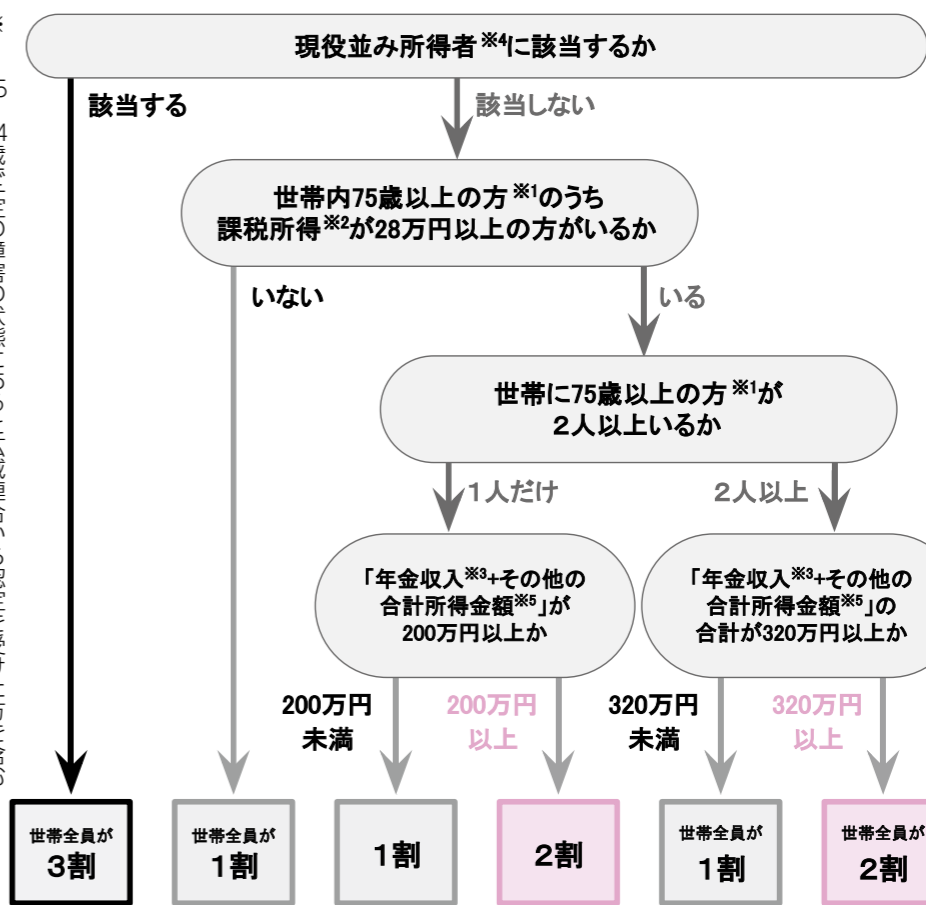 現役並み所得者※4に該当するか
該当する
該当しない
世帯内75歳以上の方※1のうち
課税所得※2が28万円以上の方がいるか
いない
いる
世帯に75歳以上の方※1が
2人以上いるか
1人だけ
2人以上
「年金収入※3+その他の
合計所得金額※5」が
200万円以上か
「年金収入※3+その他の
合計所得金額※5」の
合計が320万円以上か
200万円
未満
200万円
以上
320万円
未満
320万円
以上
世帯全員が
3割
世帯全員が
1割
1割
2割
世帯全員が
1割
世帯全員が
2割